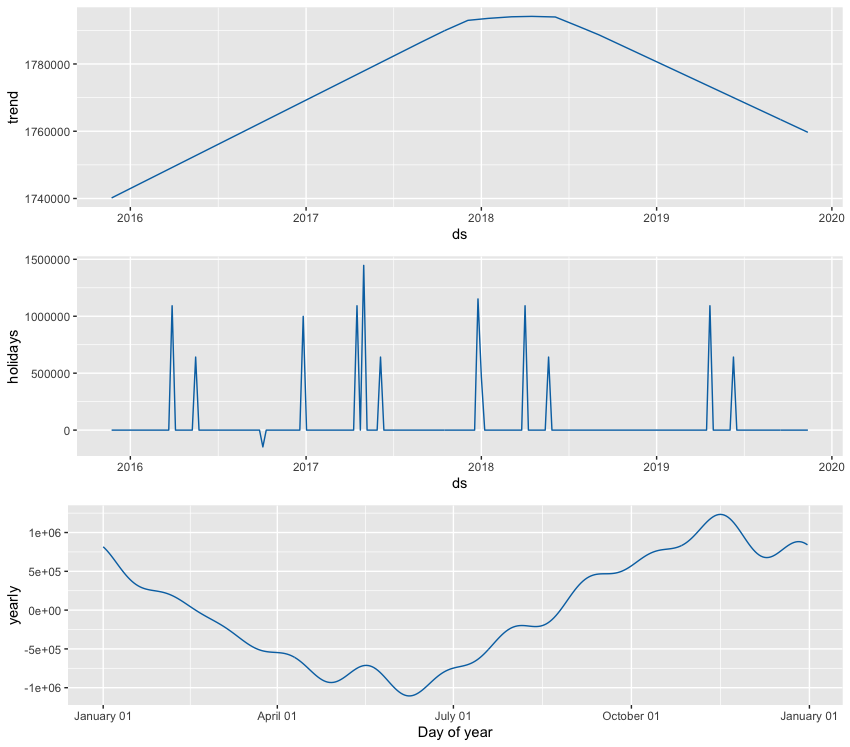 trend
1780000
1760000
1740000
2016 2017 2018 2019 2020
ds
holidays
1500000
1000000
500000
0
2016 2017 2018 2019 2020
ds
yearly
1e+06
5e+05
0e+00
-5e+05
-1e+06
January 01 April 01 July 01 October 01 January 01
Day of year